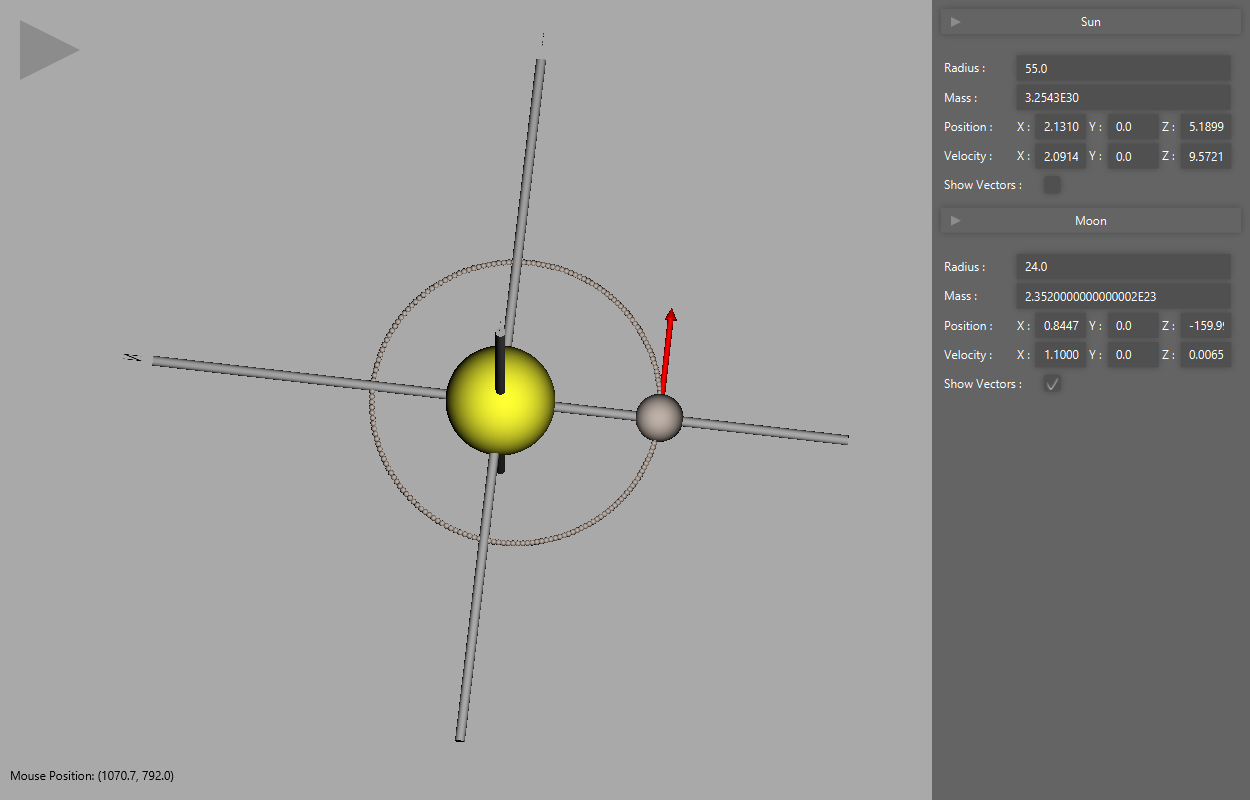 Sun
Radius : 55.0
Mass : 3.2543E30
Position : X : 2.1310 Y : 0.0 Z : 5.1899
Velocity : X : 2.0914 Y : 0.0 Z : 9.5721
Show Vectors :
Moon
Radius : 24.0
Mass : 2.3520000000000002E23
Position : X : 0.8447 Y : 0.0 Z : -159.9
Velocity : X : 1.1000 Y : 0.0 Z : 0.0065
Show Vectors :
Mouse Position: (1070.7, 792.0)